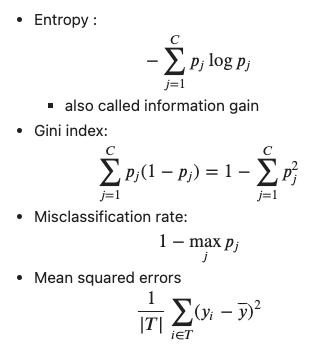 • Entropy :
− ∑_{j=1}^{C} p_j log p_j
▪ also called information gain
• Gini index:
∑_{j=1}^{C} p_j(1 − p_j) = 1 − ∑_{j=1}^{C} p_j^2
• Misclassification rate:
1 − max_j p_j
• Mean squared errors
1/|T| ∑_{i∈T} (y_i − y̅)^2